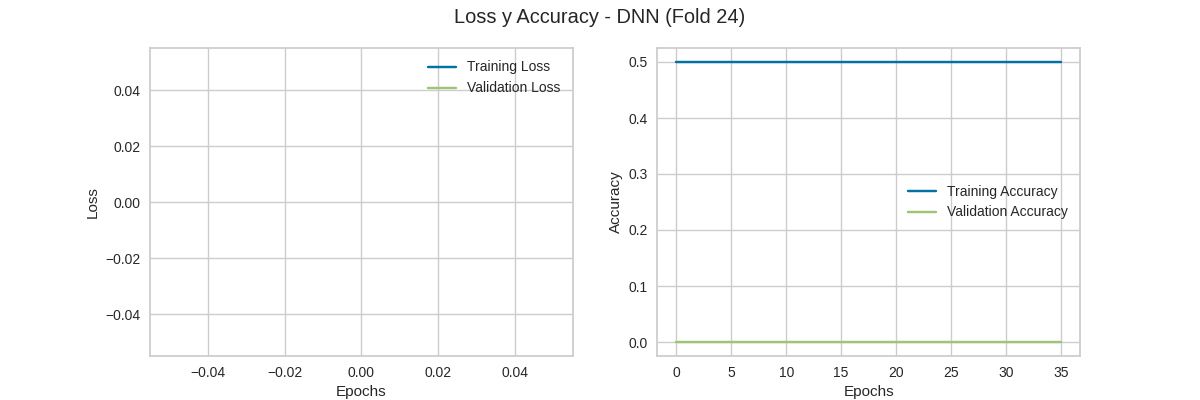 Loss y Accuracy - DNN (Fold 24)
Loss
0.04
0.02
0.00
−0.02
−0.04
−0.04
−0.02
0.00
0.02
0.04
Epochs
Training Loss
Validation Loss
Accuracy
0.5
0.4
0.3
0.2
0.1
0.0
0
5
10
15
20
25
30
35
Epochs
Training Accuracy
Validation Accuracy